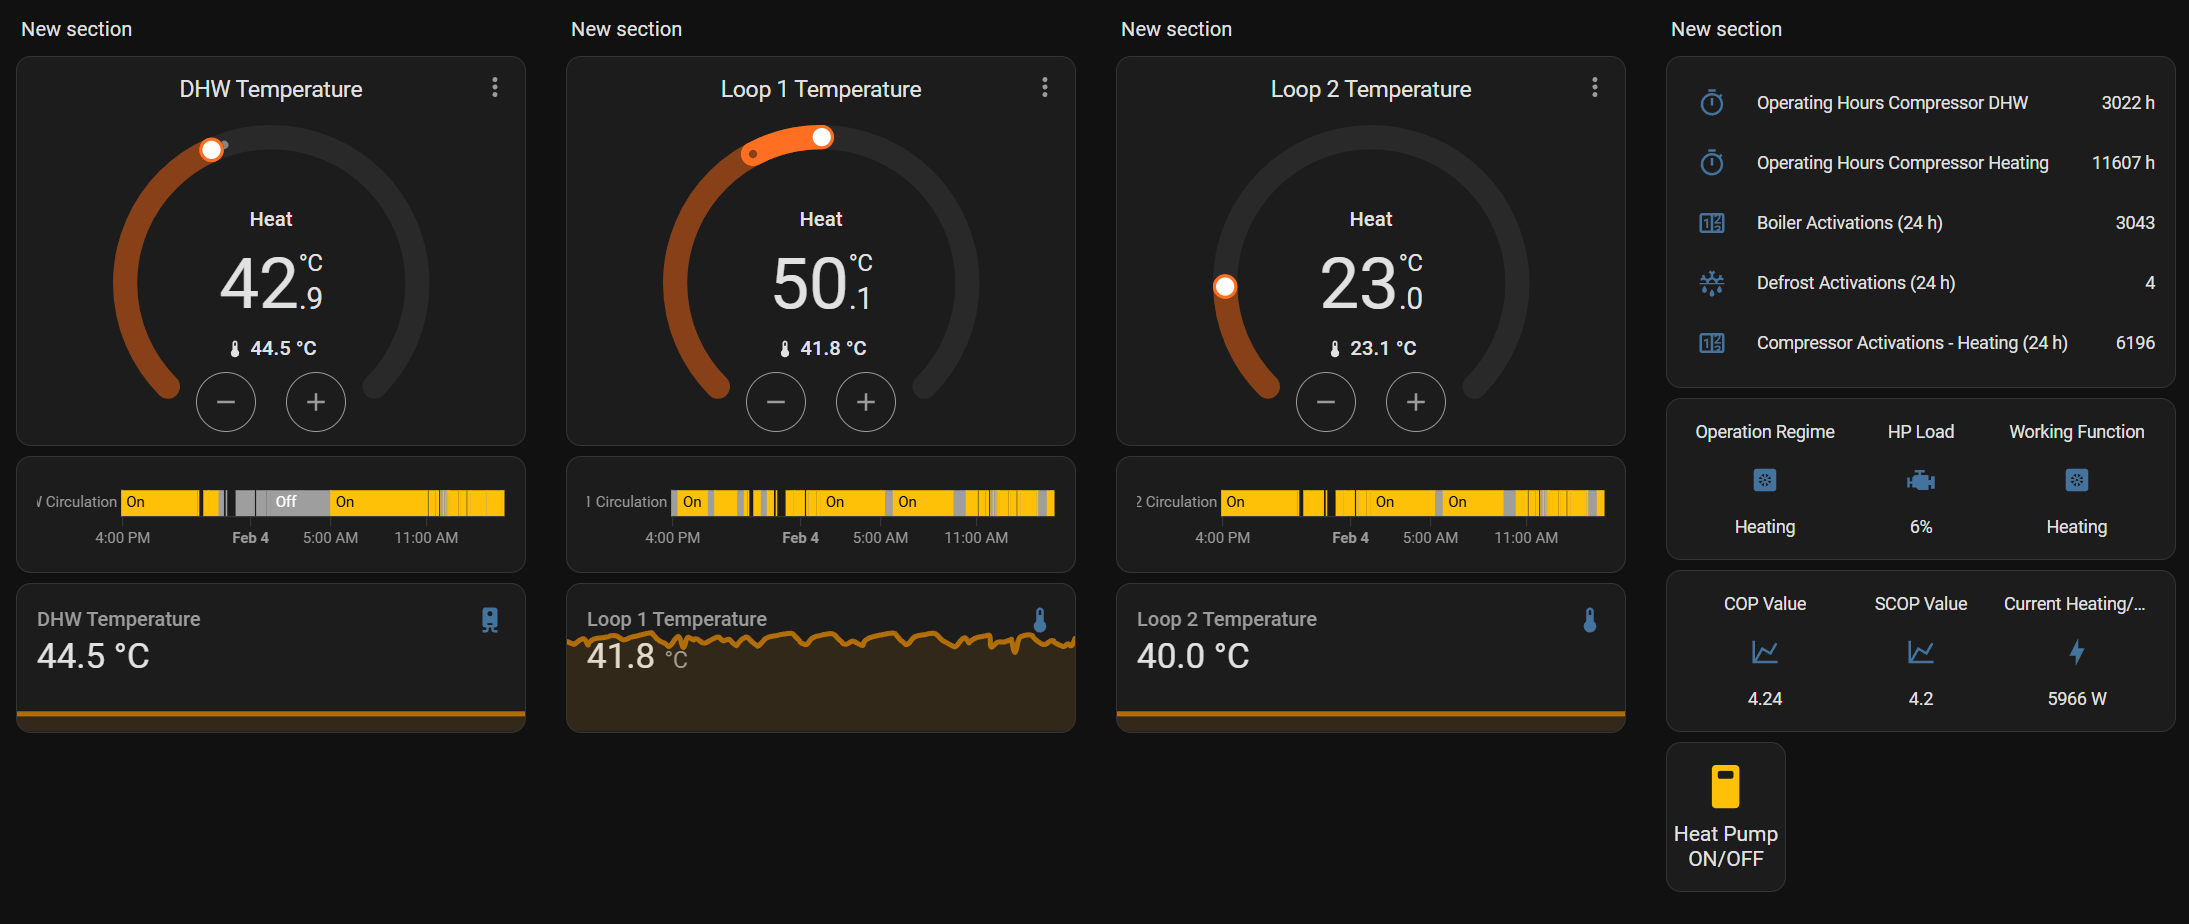 New section
DHW Temperature
Heat
42.9 °C
44.5 °C
Circulation
On
Off
On
4:00 PM
Feb 4
5:00 AM
11:00 AM
DHW Temperature
44.5 °C
New section
Loop 1 Temperature
Heat
50.1 °C
41.8 °C
1 Circulation
On
On
On
4:00 PM
Feb 4
5:00 AM
11:00 AM
Loop 1 Temperature
41.8 °C
New section
Loop 2 Temperature
Heat
23.0 °C
23.1 °C
2 Circulation
On
On
On
4:00 PM
Feb 4
5:00 AM
11:00 AM
Loop 2 Temperature
40.0 °C
New section
Operating Hours Compressor DHW 3022 h
Operating Hours Compressor Heating 11607 h
Boiler Activations (24 h) 3043
Defrost Activations (24 h) 4
Compressor Activations - Heating (24 h) 6196
Operation Regime
Heating
HP Load
6%
Working Function
Heating
COP Value
4.24
SCOP Value
4.2
Current Heating/...
5966 W
Heat Pump
ON/OFF